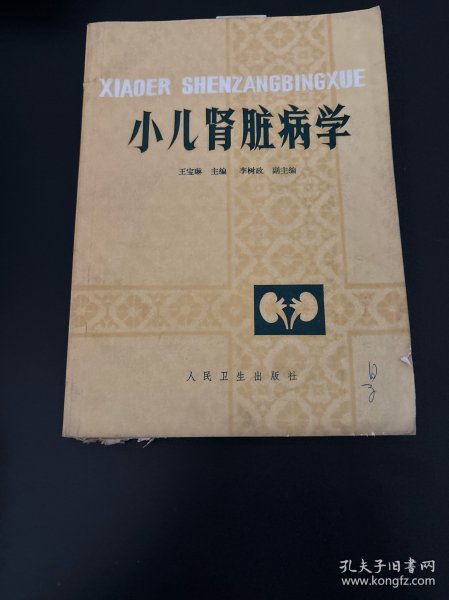 XIAOER SHENZANGBINGXUE
小儿肾脏病学
王宝琳 主编 李树政 副主编
人民卫生出版社
孔夫子旧书网
www.kongfz.com